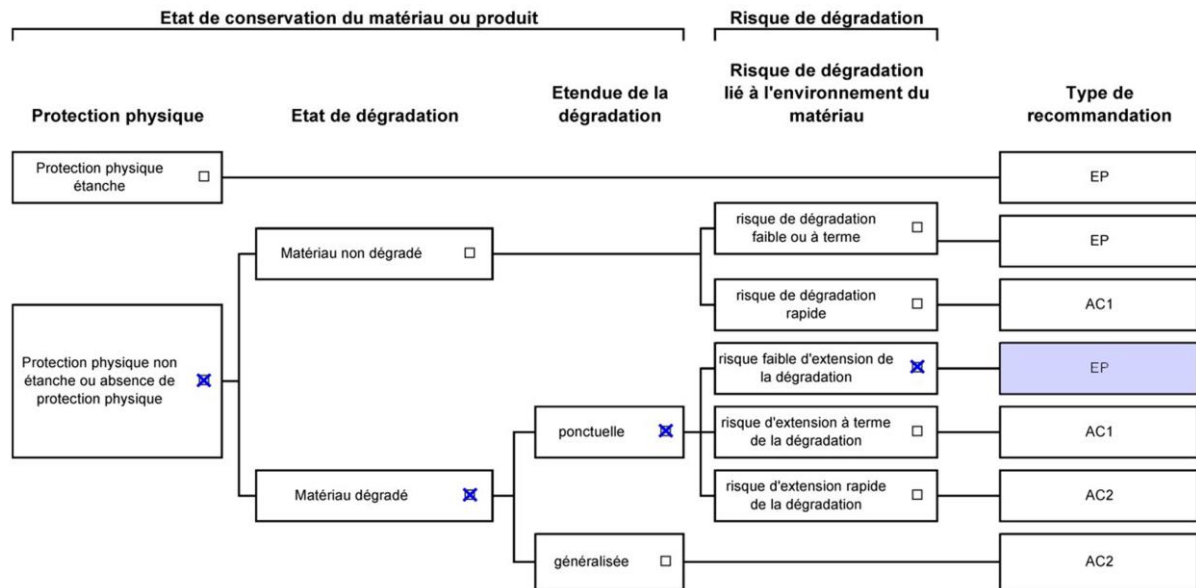 Etat de conservation du matériau ou produit
Risque de dégradation
Protection physique
Etat de dégradation
Etendue de la
dégradation
Risque de dégradation
lié à l'environnement du
matériau
Type de
recommandation
Protection physique
étanche
EP
Matériau non dégradé
risque de dégradation
faible ou à terme
EP
risque de dégradation
rapide
AC1
Protection physique non
étanche ou absence de
protection physique
risque faible d'extension de
la dégradation
EP
ponctuelle
risque d'extension à terme
de la dégradation
AC1
Matériau dégradé
risque d'extension rapide
de la dégradation
AC2
généralisée
AC2